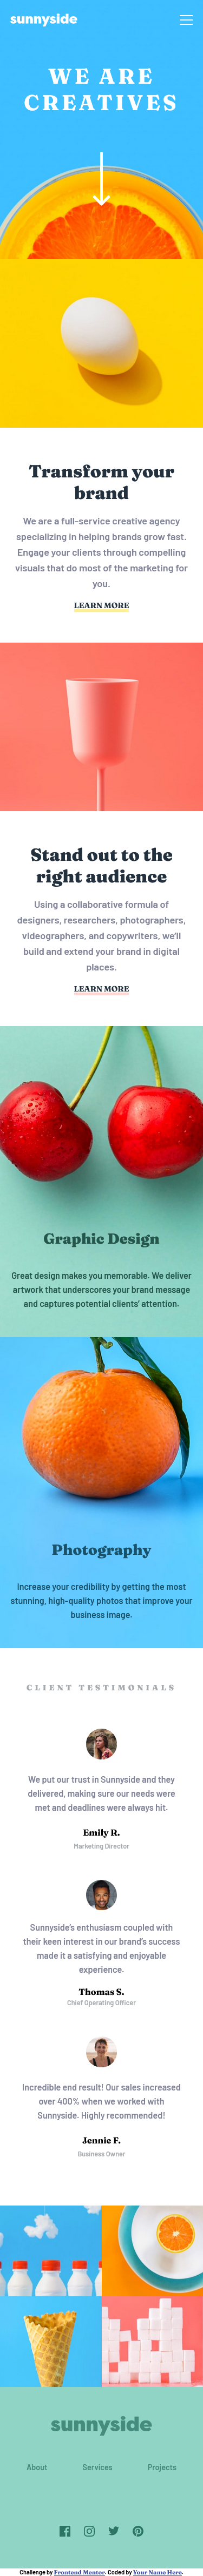 sunnyside
WE ARE
CREATIVES
Transform your
brand
We are a full-service creative agency
specializing in helping brands grow fast.
Engage your clients through compelling
visuals that do most of the marketing for
you.
LEARN MORE
Stand out to the
right audience
Using a collaborative formula of
designers, researchers, photographers,
videographers, and copywriters, we'll
build and extend your brand in digital
places.
LEARN MORE
Graphic Design
Great design makes you memorable. We deliver
artwork that underscores your brand message
and captures potential clients' attention.
Photography
Increase your credibility by getting the most
stunning, high-quality photos that improve your
business image.
CLIENT TESTIMONIALS
We put our trust in Sunnyside and they
delivered, making sure our needs were
met and deadlines were always hit.
Emily R.
Marketing Director
Sunnyside's enthusiasm coupled with
their keen interest in our brand's success
made it a satisfying and enjoyable
experience.
Thomas S.
Chief Operating Officer
Incredible end result! Our sales increased
over 400% when we worked with
Sunnyside. Highly recommended!
Jennie F.
Business Owner
sunnyside
About Services Projects
Challenge by Frontend Mentor. Coded by Your Name Here.